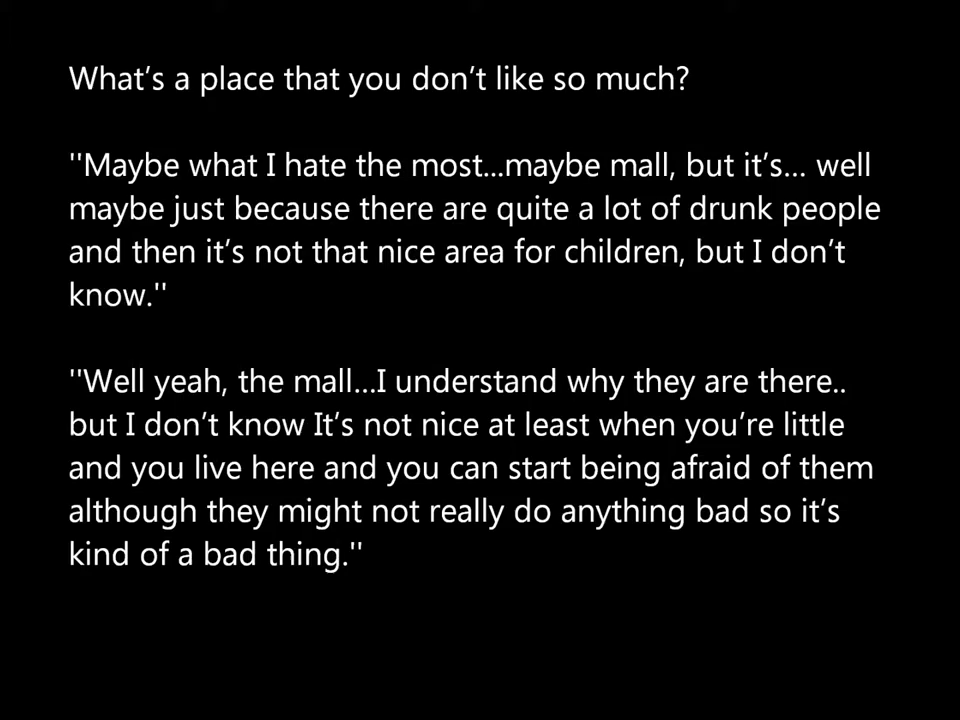 What's a place that you don't like so much?
''Maybe what I hate the most...maybe mall, but it's... well
maybe just because there are quite a lot of drunk people
and then it's not that nice area for children, but I don't
know.''
''Well yeah, the mall...I understand why they are there..
but I don't know It's not nice at least when you're little
and you live here and you can start being afraid of them
although they might not really do anything bad so it's
kind of a bad thing.''